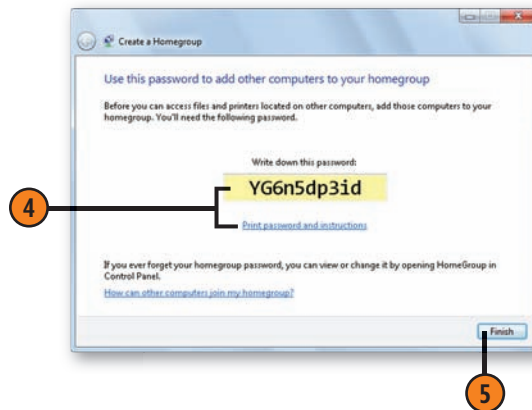 Create a Homegroup
Use this password to add other computers to your homegroup
Before you can access files and printers located on other computers, add those computers to your
homegroup. You'll need the following password.
Write down this password:
YG6n5dp3id
4
Print password and instructions
If you ever forget your homegroup password, you can view or change it by opening HomeGroup in
Control Panel.
How can other computers join my homegroup?
Finish
5